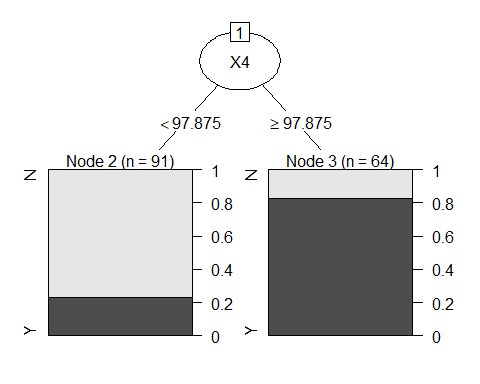 1
X4
< 97.875
≥ 97.875
Node 2 (n = 91)
N
Y
1
0.8
0.6
0.4
0.2
0
Node 3 (n = 64)
N
Y
1
0.8
0.6
0.4
0.2
0